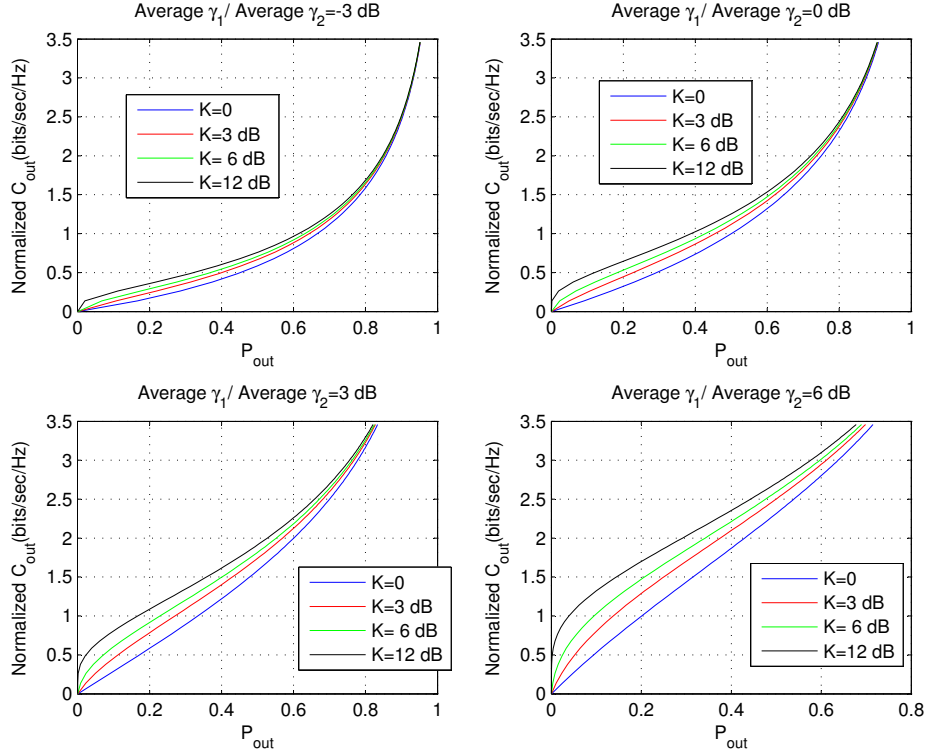 Average γ1/ Average γ2=-3 dB
Normalized Cout(bits/sec/Hz)
3.5
3
2.5
2
1.5
1
0.5
0
K=0
K=3 dB
K= 6 dB
K=12 dB
0 0.2 0.4 0.6 0.8 1
Pout
Average γ1/ Average γ2=0 dB
Normalized Cout(bits/sec/Hz)
3.5
3
2.5
2
1.5
1
0.5
0
K=0
K=3 dB
K= 6 dB
K=12 dB
0 0.2 0.4 0.6 0.8 1
Pout
Average γ1/ Average γ2=3 dB
Normalized Cout(bits/sec/Hz)
3.5
3
2.5
2
1.5
1
0.5
0
K=0
K=3 dB
K= 6 dB
K=12 dB
0 0.2 0.4 0.6 0.8 1
Pout
Average γ1/ Average γ2=6 dB
Normalized Cout(bits/sec/Hz)
3.5
3
2.5
2
1.5
1
0.5
0
K=0
K=3 dB
K= 6 dB
K=12 dB
0 0.2 0.4 0.6 0.8
Pout